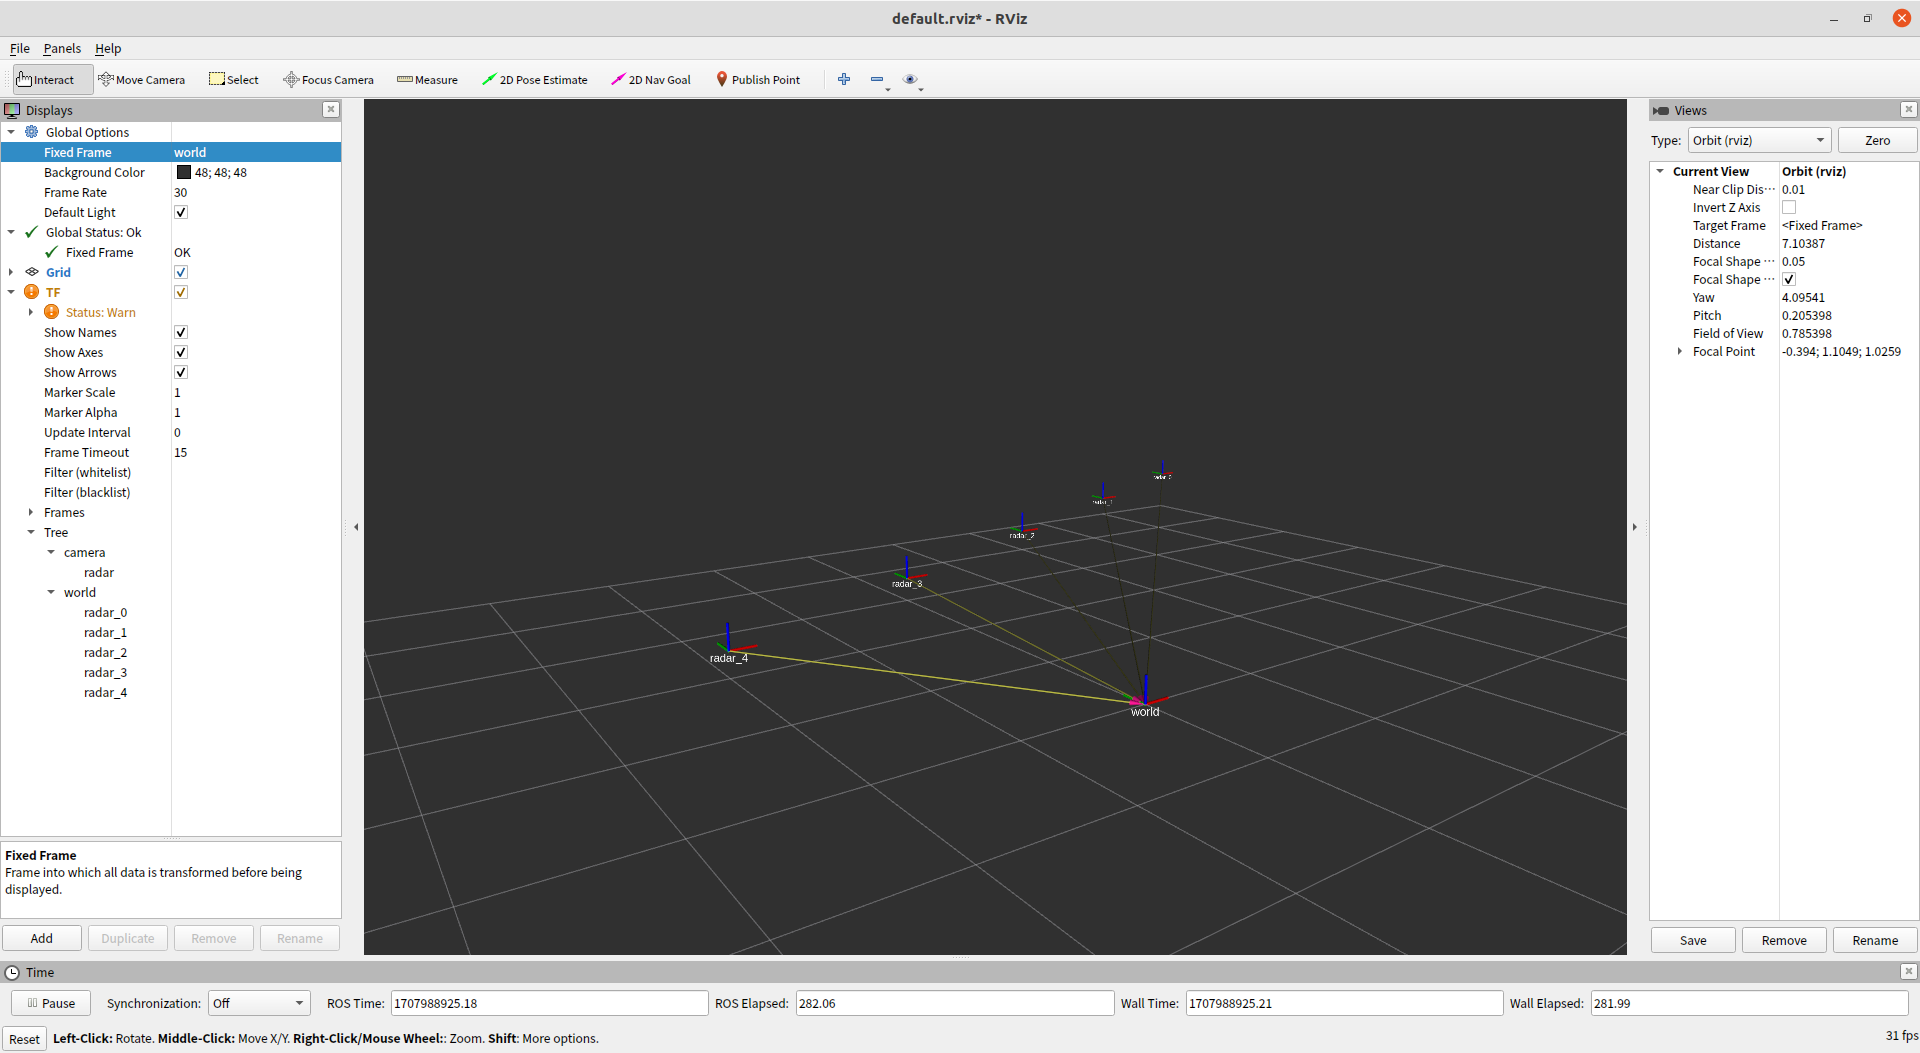 default.rviz* - RViz
File Panels Help
Interact Move Camera Select Focus Camera Measure 2D Pose Estimate 2D Nav Goal Publish Point
Displays
Global Options
Fixed Frame world
Background Color 48; 48; 48
Frame Rate 30
Default Light
Global Status: Ok
Fixed Frame OK
Grid
TF
Status: Warn
Show Names
Show Axes
Show Arrows
Marker Scale 1
Marker Alpha 1
Update Interval 0
Frame Timeout 15
Filter (whitelist)
Filter (blacklist)
Frames
Tree
camera
radar
world
radar_0
radar_1
radar_2
radar_3
radar_4
Fixed Frame
Frame into which all data is transformed before being
displayed.
Add Duplicate Remove Rename
radar_0
radar_1
radar_2
radar_3
radar_4
world
Views
Type: Orbit (rviz) Zero
Current View Orbit (rviz)
Near Clip Dis··· 0.01
Invert Z Axis
Target Frame <Fixed Frame>
Distance 7.10387
Focal Shape ··· 0.05
Focal Shape ···
Yaw 4.09541
Pitch 0.205398
Field of View 0.785398
Focal Point -0.394; 1.1049; 1.0259
Save Remove Rename
Time
Pause Synchronization: Off ROS Time: 1707988925.18 ROS Elapsed: 282.06 Wall Time: 1707988925.21 Wall Elapsed: 281.99
Reset Left-Click: Rotate. Middle-Click: Move X/Y. Right-Click/Mouse Wheel:: Zoom. Shift: More options. 31 fps